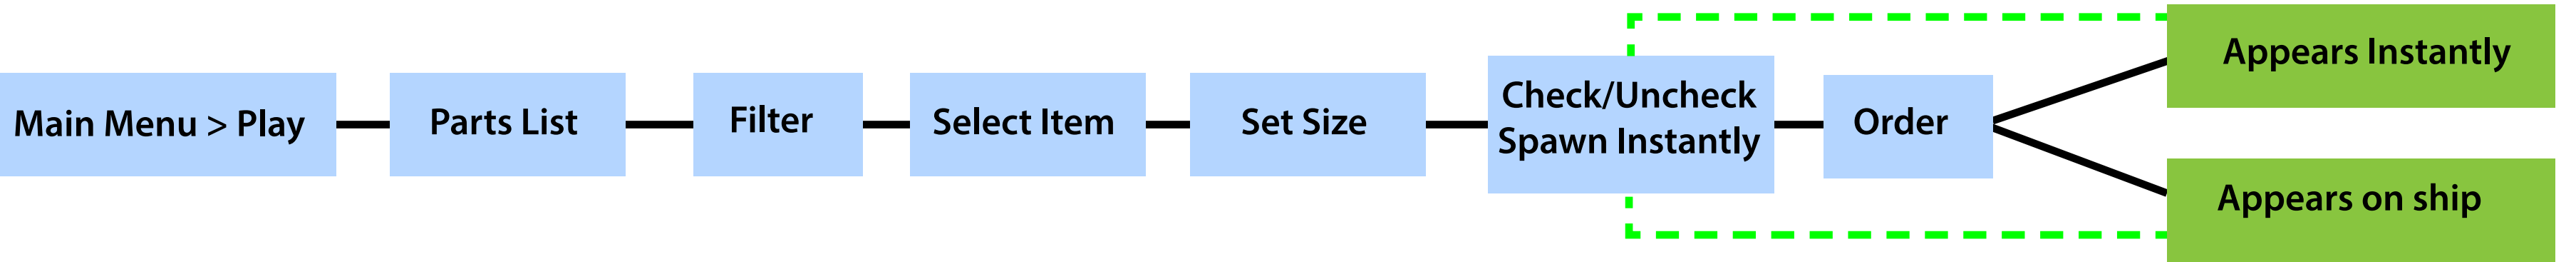 Main Menu > Play
Parts List
Filter
Select Item
Set Size
Check/Uncheck
Spawn Instantly
Order
Appears Instantly
Appears on ship